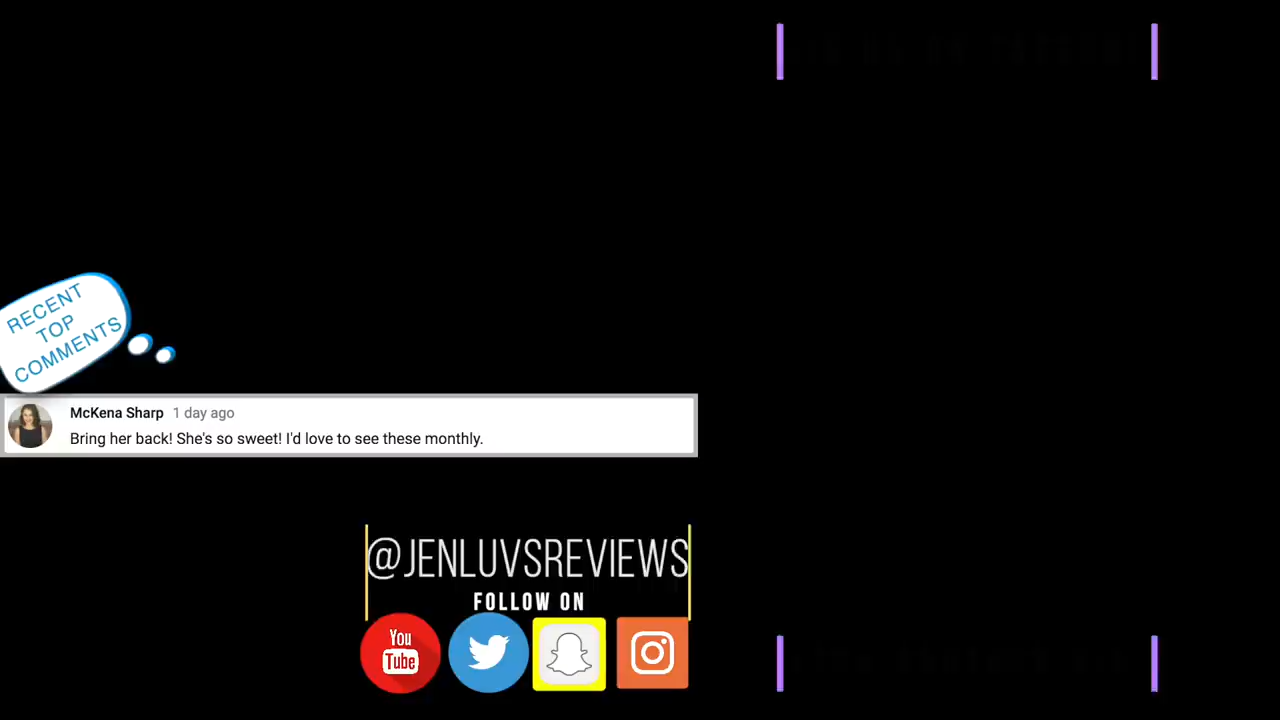 RECENT
TOP
COMMENTS
McKena Sharp 1 day ago
Bring her back! She's so sweet! I'd love to see these monthly.
@JENLUVSREVIEWS
FOLLOW ON
You
Tube